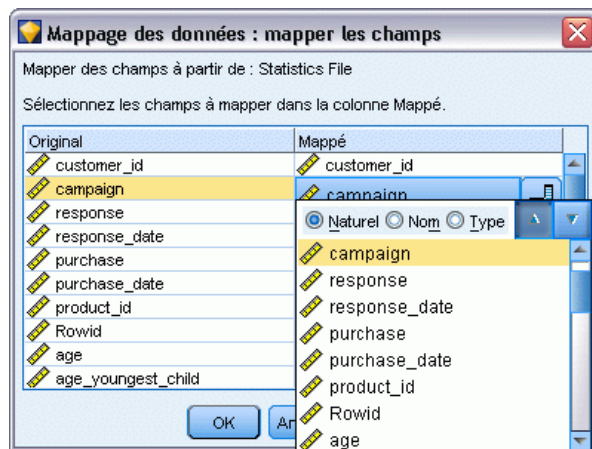 Mappage des données : mapper les champs
Mapper des champs à partir de : Statistics File
Sélectionnez les champs à mapper dans la colonne Mappé.
Original Mappé
customer_id customer_id
campaign campaign
response
response_date
purchase
purchase_date
product_id
Rowid
age
age_youngest_child
Naturel Nom Type
campaign
response
response_date
purchase
purchase_date
product_id
Rowid
age
OK